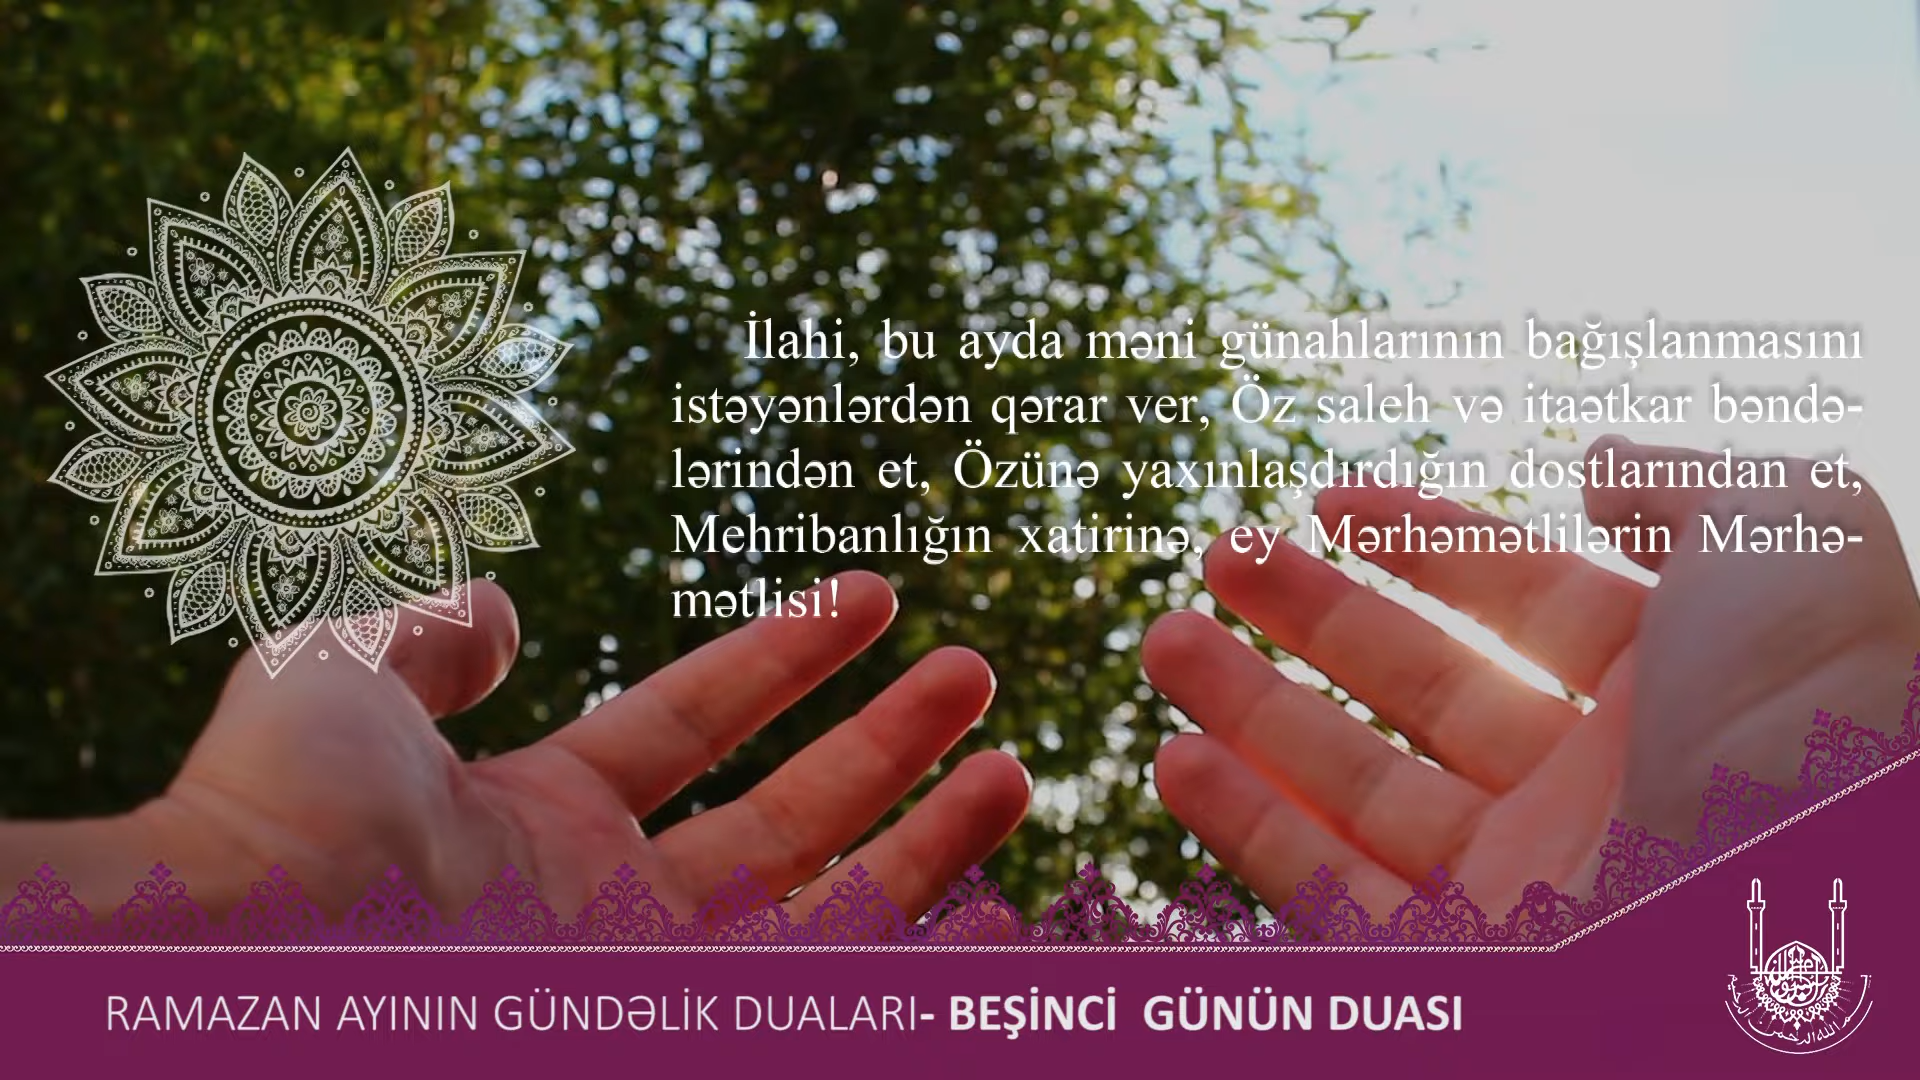 İlahi, bu ayda məni günahlarının bağışlanmasını
istəyənlərdən qərar ver, Öz saleh və itaətkar bəndə-
lərindən et, Özünə yaxınlaşdırdığın dostlarından et,
Mehribanlığın xatirinə, ey Mərhəmətlilərin Mərhə-
mətlisi!
RAMAZAN AYININ GÜNDƏLİK DUALARI- BEŞİNCİ GÜNÜN DUASI